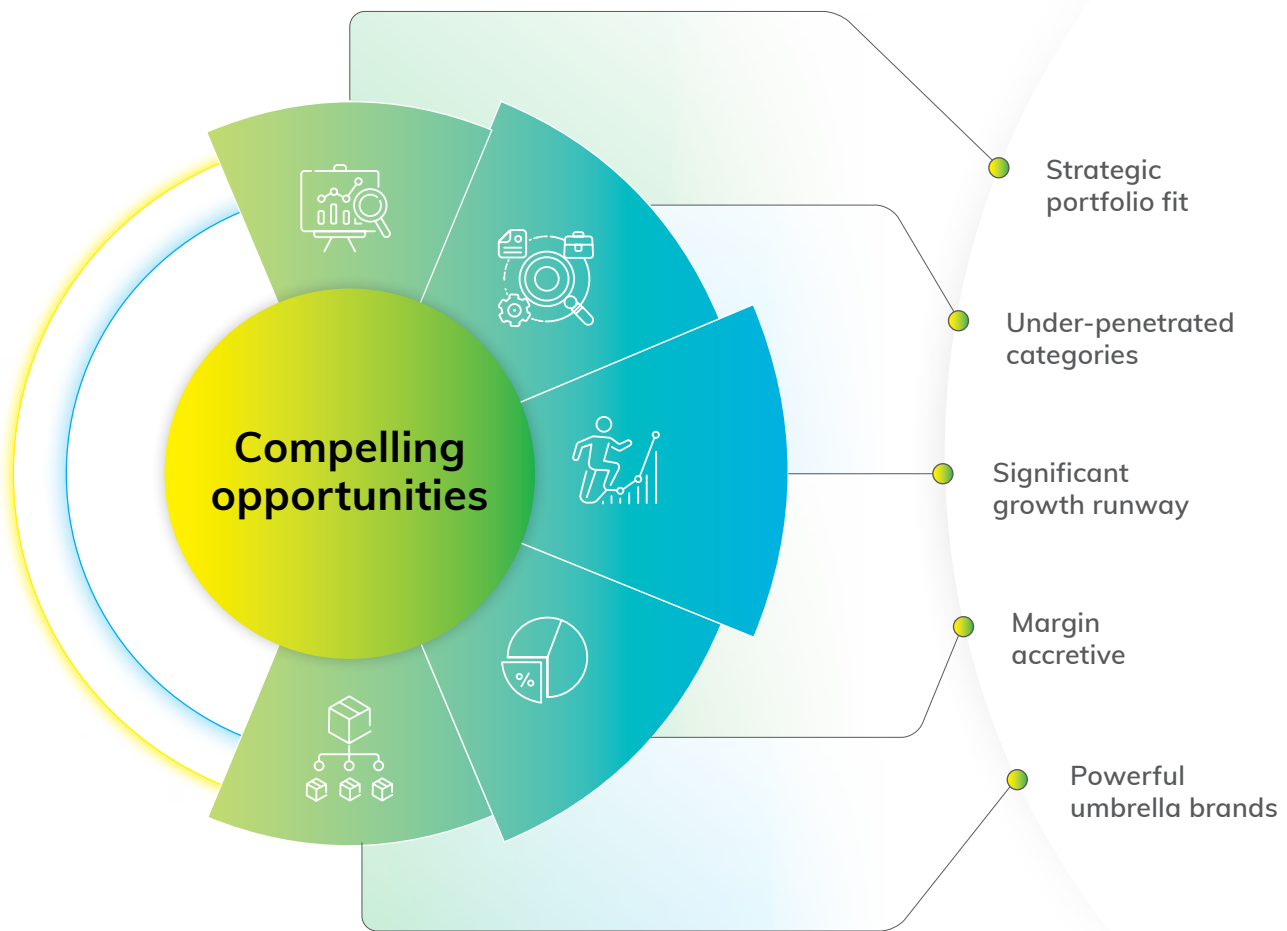 Compelling
opportunities
Strategic
portfolio fit
Under-penetrated
categories
Significant
growth runway
Margin
accretive
Powerful
umbrella brands
%